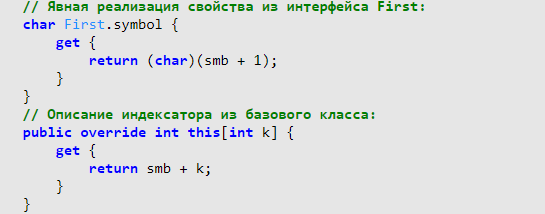 // Явная реализация свойства из интерфейса First:
char First.symbol {
get {
return (char)(smb + 1);
}
}
// Описание индексатора из базового класса:
public override int this[int k] {
get {
return smb + k;
}
}